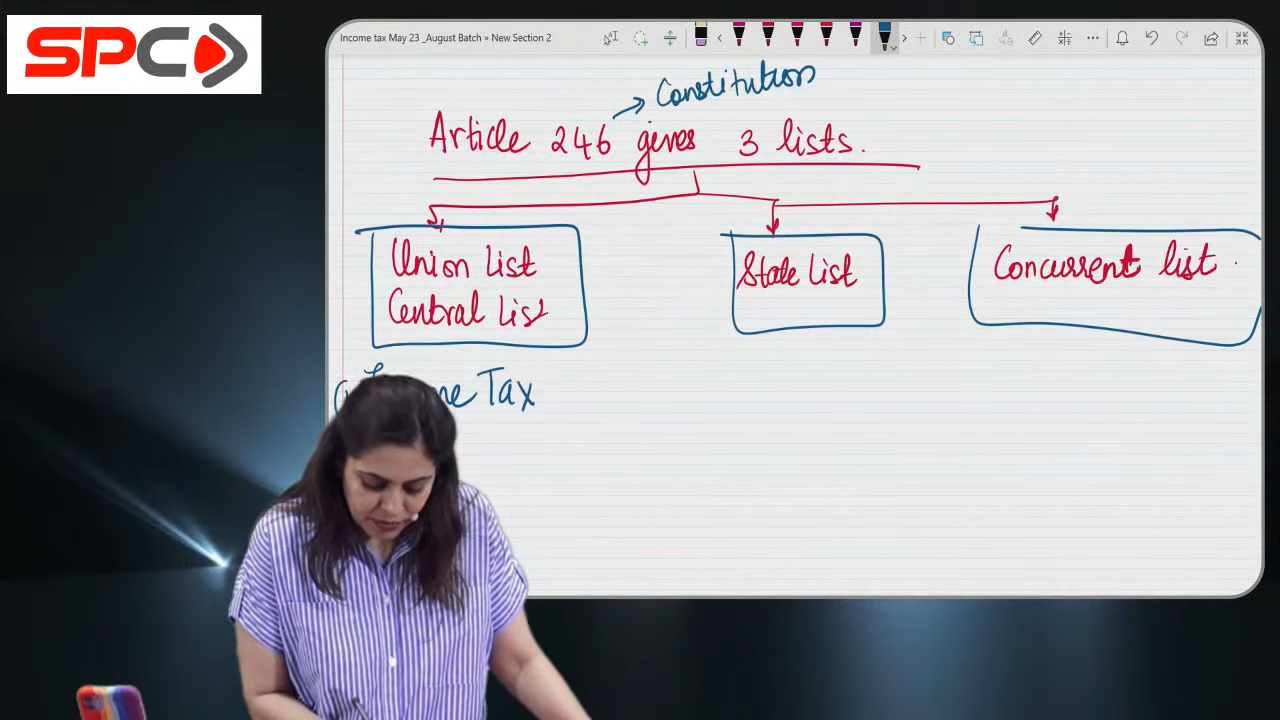 SPC
Income tax May 23 _August Batch » New Section 2
Constitution
Article 246 gives 3 lists.
Union List
Central List
State List
Concurrent list.
Tax